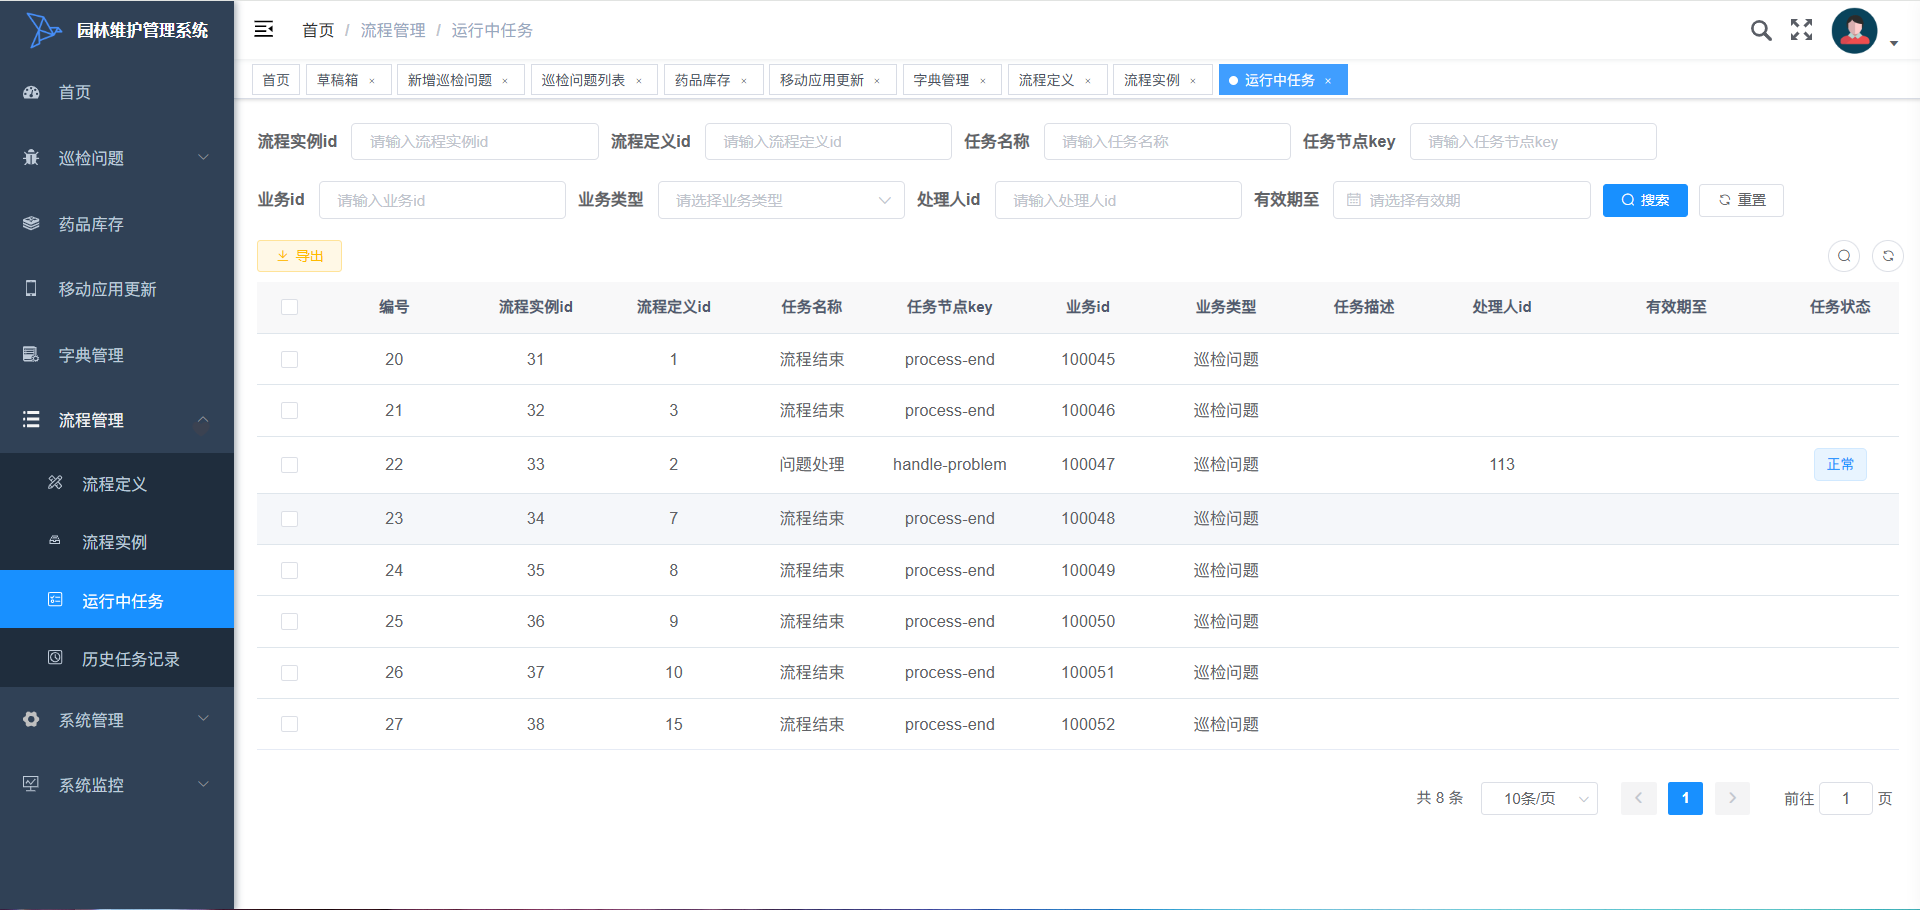 园林维护管理系统
首页
巡检问题
药品库存
移动应用更新
字典管理
流程管理
流程定义
流程实例
运行中任务
历史任务记录
系统管理
系统监控
首页 / 流程管理 / 运行中任务
首页 草稿箱 × 新增巡检问题 × 巡检问题列表 × 药品库存 × 移动应用更新 × 字典管理 × 流程定义 × 流程实例 × 运行中任务 ×
流程实例id 请输入流程实例id 流程定义id 请输入流程定义id 任务名称 请输入任务名称 任务节点key 请输入任务节点key
业务id 请输入业务id 业务类型 请选择业务类型 处理人id 请输入处理人id 有效期至 请选择有效期 搜索 重置
导出
编号 流程实例id 流程定义id 任务名称 任务节点key 业务id 业务类型 任务描述 处理人id 有效期至 任务状态
20 31 1 流程结束 process-end 100045 巡检问题
21 32 3 流程结束 process-end 100046 巡检问题
22 33 2 问题处理 handle-problem 100047 巡检问题 113 正常
23 34 7 流程结束 process-end 100048 巡检问题
24 35 8 流程结束 process-end 100049 巡检问题
25 36 9 流程结束 process-end 100050 巡检问题
26 37 10 流程结束 process-end 100051 巡检问题
27 38 15 流程结束 process-end 100052 巡检问题
共 8 条 10条/页 1 前往 1 页